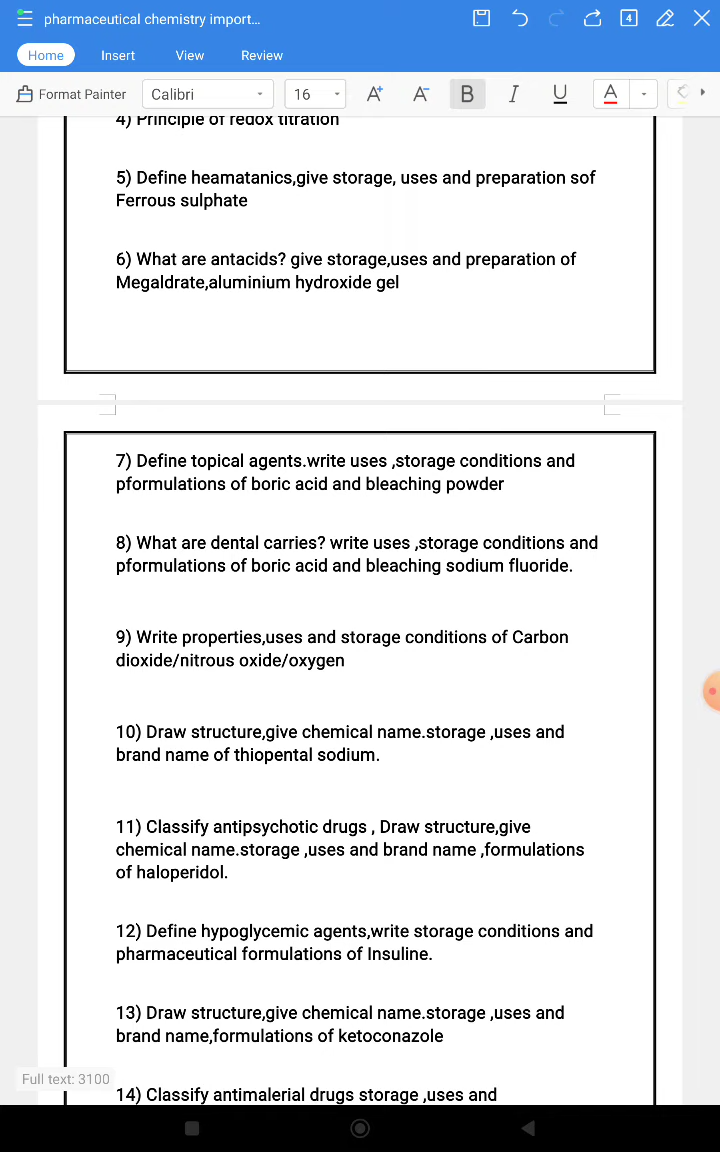 pharmaceutical chemistry import...
4
Home Insert View Review
Format Painter Calibri 16 A+ A- B I U A
4) Principle of redox titration
5) Define heamatanics,give storage, uses and preparation sof
Ferrous sulphate
6) What are antacids? give storage,uses and preparation of
Megaldrate,aluminium hydroxide gel
7) Define topical agents.write uses ,storage conditions and
pformulations of boric acid and bleaching powder
8) What are dental carries? write uses ,storage conditions and
pformulations of boric acid and bleaching sodium fluoride.
9) Write properties,uses and storage conditions of Carbon
dioxide/nitrous oxide/oxygen
10) Draw structure,give chemical name.storage ,uses and
brand name of thiopental sodium.
11) Classify antipsychotic drugs , Draw structure,give
chemical name.storage ,uses and brand name ,formulations
of haloperidol.
12) Define hypoglycemic agents,write storage conditions and
pharmaceutical formulations of Insuline.
13) Draw structure,give chemical name.storage ,uses and
brand name,formulations of ketoconazole
Full text: 3100
14) Classify antimalerial drugs storage ,uses and